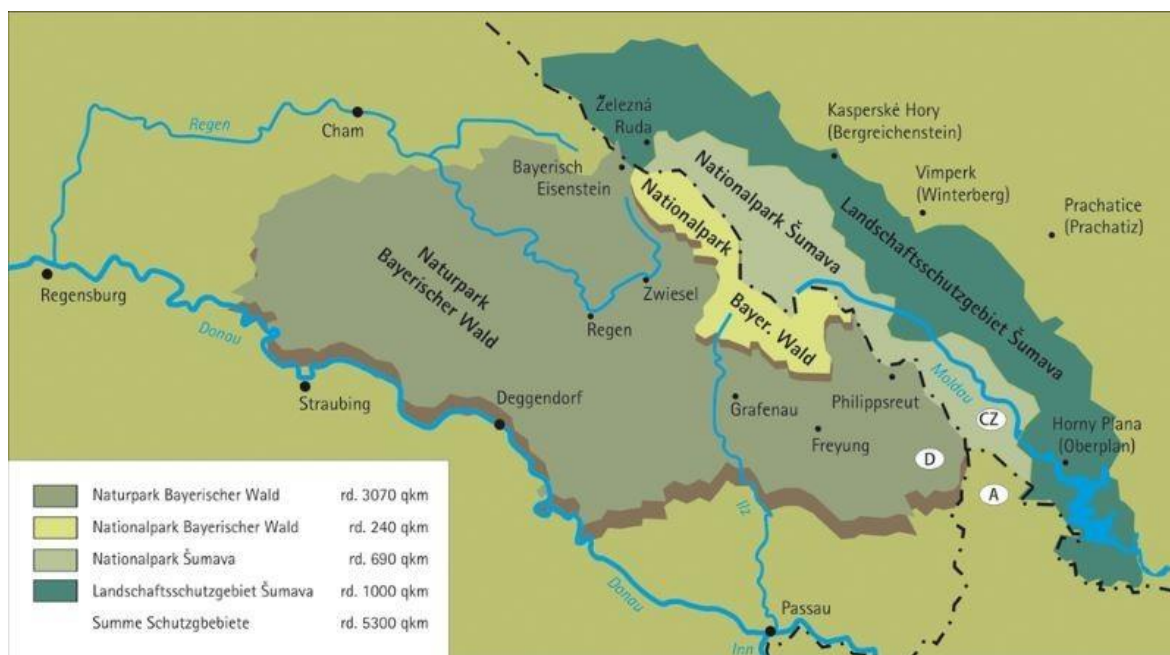 Železná
Ruda
Kasperské Hory
(Bergreichenstein)
Regen
Cham
Bayerisch
Eisenstein
Vimperk
(Winterberg)
Prachatice
(Prachatiz)
Nationalpark
Nationalpark Šumava
Landschaftsschutzgebiet Šumava
Naturpark
Bayerischer Wald
Regensburg
Donau
Zwiesel
Regen
Bayer. Wald
Moldau
Straubing
Deggendorf
Grafenau
Philippsreut
Freyung
CZ
Horny Plana
(Oberplan)
D
A
Ilz
Donau
Passau
Inn
Naturpark Bayerischer Wald rd. 3070 qkm
Nationalpark Bayerischer Wald rd. 240 qkm
Nationalpark Šumava rd. 690 qkm
Landschaftsschutzgebiet Šumava rd. 1000 qkm
Summe Schutzgbebiete rd. 5300 qkm